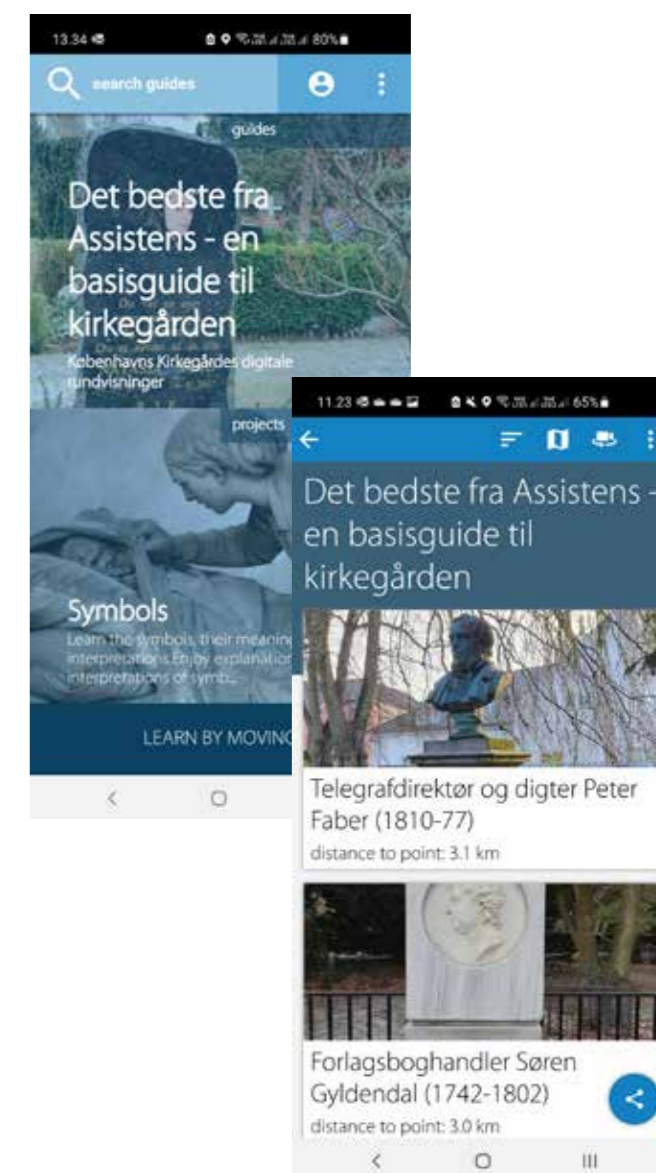 13.34 80%
search guides
guides
Det bedste fra
Assistens - en
basisguide til
kirkegården
Københavns Kirkegårdes digitale
rundvisninger
projects
Symbols
Learn the symbols, their meaning
interpretations. Enjoy explanation
interpretations of symb...
LEARN BY MOVING
11.23 65%
Det bedste fra Assistens -
en basisguide til
kirkegården
Telegrafdirektør og digter Peter
Faber (1810-77)
distance to point: 3.1 km
Forlagsboghandler Søren
Gyldendal (1742-1802)
distance to point: 3.0 km